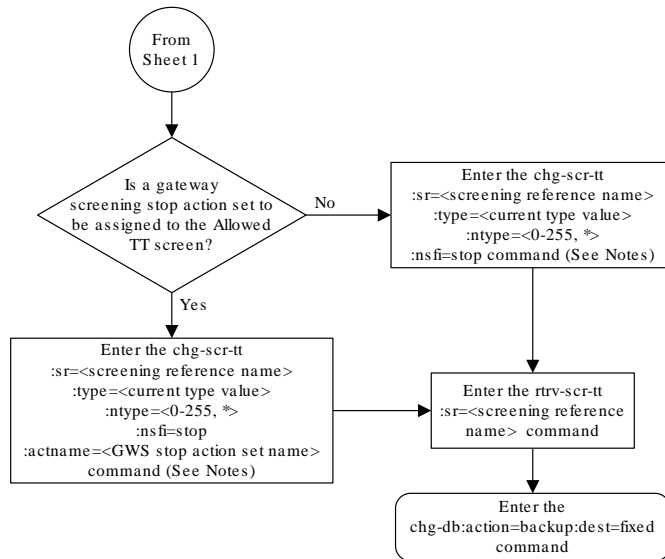 From
Sheet 1
Is a gateway
screening stop action set to
be assigned to the Allowed
TT screen?
No
Enter the chg-scr-tt
:sr=<screening reference name>
:type=<current type value>
:ntype=<0-255, *>
:nsfi=stop command (See Notes)
Yes
Enter the chg-scr-tt
:sr=<screening reference name>
:type=<current type value>
:ntype=<0-255, *>
:nsfi=stop
:actname=<GWS stop action set name>
command (See Notes)
Enter the rtrv-scr-tt
:sr=<screening reference
name> command
Enter the
chg-db:action=backup:dest=fixed
command